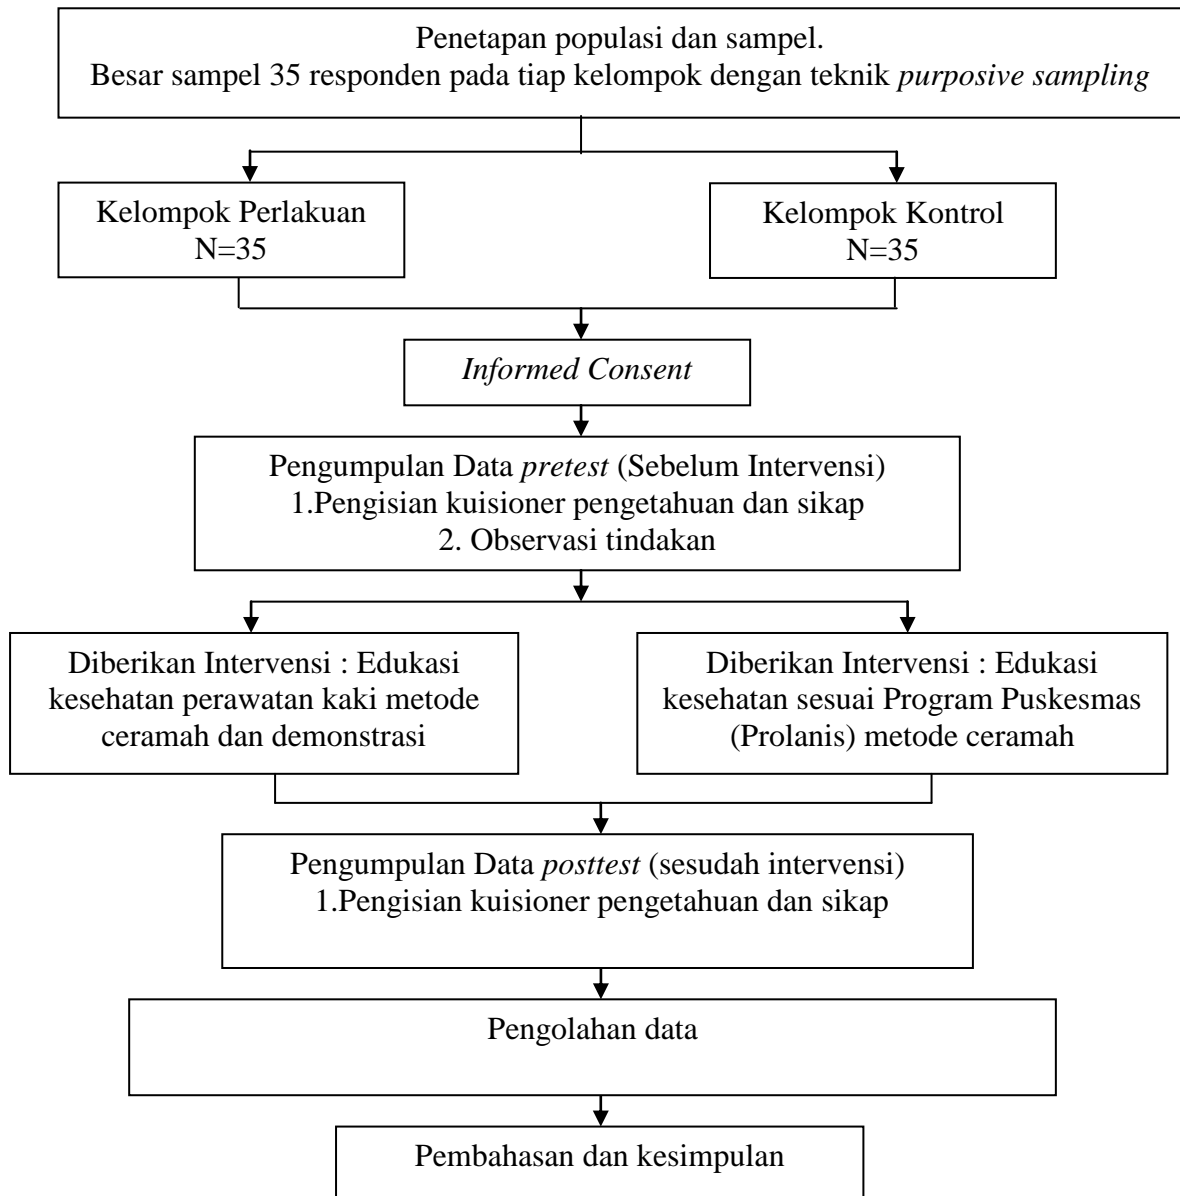 Penetapan populasi dan sampel.
Besar sampel 35 responden pada tiap kelompok dengan teknik purposive sampling
Kelompok Perlakuan
N=35
Kelompok Kontrol
N=35
Informed Consent
Pengumpulan Data pretest (Sebelum Intervensi)
1.Pengisian kuisioner pengetahuan dan sikap
2. Observasi tindakan
Diberikan Intervensi : Edukasi
kesehatan perawatan kaki metode
ceramah dan demonstrasi
Diberikan Intervensi : Edukasi
kesehatan sesuai Program Puskesmas
(Prolanis) metode ceramah
Pengumpulan Data posttest (sesudah intervensi)
1.Pengisian kuisioner pengetahuan dan sikap
Pengolahan data
Pembahasan dan kesimpulan